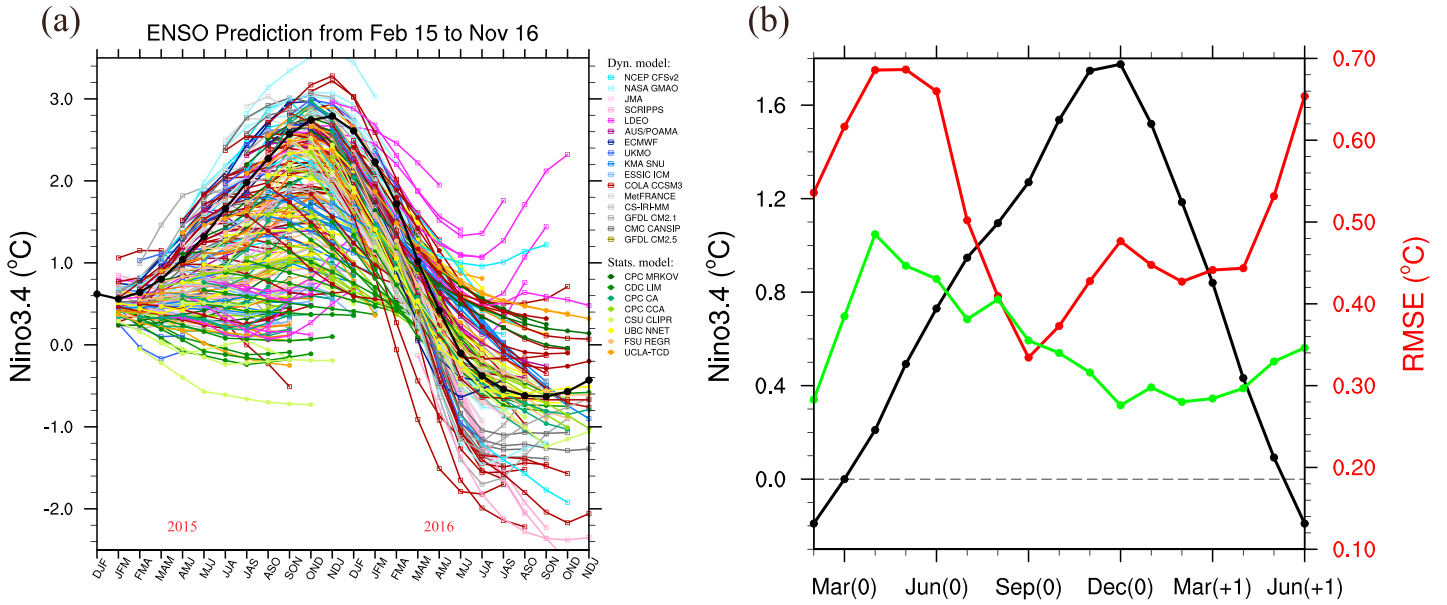 (a)
ENSO Prediction from Feb 15 to Nov 16
Nino3.4 (°C)
3.0
2.0
1.0
0.0
-1.0
-2.0
2015
2016
DJF
JFM
FMA
MAM
AMJ
MJJ
JJA
JAS
ASO
SON
OND
NDJ
DJF
JFM
FMA
MAM
AMJ
MJJ
JJA
JAS
ASO
SON
OND
NDJ
Dyn. model:
NCEP CFSv2
NASA GMAO
JMA
SCRIPPS
LDEO
AUS/POAMA
ECMWF
UKMO
KMA SNU
ESSIC ICM
COLA CCSM3
MetFRANCE
CS-IRI-MM
GFDL CM2.1
CMC CANSIP
GFDL CM2.5
Stats. model:
CPC MRKOV
CDC LIM
CPC CA
CPC CCA
CSU CLIPR
UBC NNET
FSU REGR
UCLA-TCD
(b)
Nino3.4 (°C)
1.6
1.2
0.8
0.4
0.0
0.70
0.60
0.50
0.40
0.30
0.20
0.10
RMSE (°C)
Mar(0) Jun(0) Sep(0) Dec(0) Mar(+1) Jun(+1)